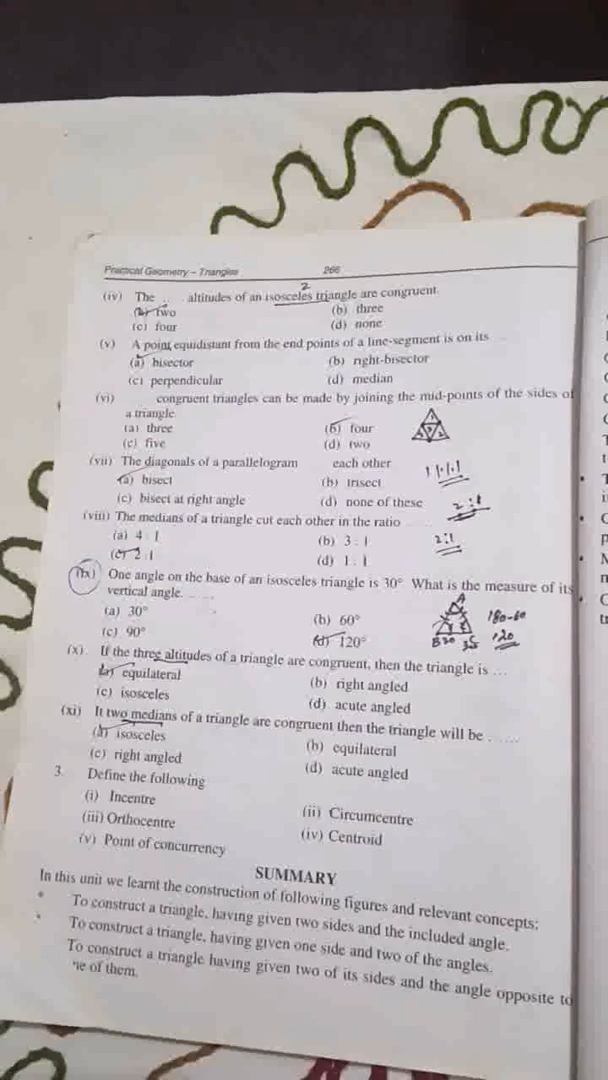 Practical Geometry – Triangles 266
2
(iv) The .... altitudes of an isosceles triangle are congruent.
(a) two (b) three
(c) four (d) none
(v) A point equidistant from the end points of a line-segment is on its ....
(a) bisector (b) right-bisector
(c) perpendicular (d) median
(vi) congruent triangles can be made by joining the mid-points of the sides of
a triangle.
(a) three (b) four
(c) five (d) two
(vii) The diagonals of a parallelogram each other
(a) bisect (b) trisect
(c) bisect at right angle (d) none of these
(viii) The medians of a triangle cut each other in the ratio ....
(a) 4 : 1 (b) 3 : 1
2:1
(c) 2 : 1 (d) 1 : 1
(ix) One angle on the base of an isosceles triangle is 30° What is the measure of its
vertical angle. ....
(a) 30° (b) 60°
(c) 90° (d) 120°
A
180-60
120
(x) If the three altitudes of a triangle are congruent, then the triangle is ...
(a) equilateral (b) right angled
(c) isosceles (d) acute angled
(xi) It two medians of a triangle are congruent then the triangle will be .....
(a) isosceles (b) equilateral
(c) right angled (d) acute angled
3. Define the following
(i) Incentre (ii) Circumcentre
(iii) Orthocentre (iv) Centroid
(v) Point of concurrency
SUMMARY
In this unit we learnt the construction of following figures and relevant concepts:
• To construct a triangle, having given two sides and the included angle.
• To construct a triangle, having given one side and two of the angles.
To construct a triangle having given two of its sides and the angle opposite to
ne of them.